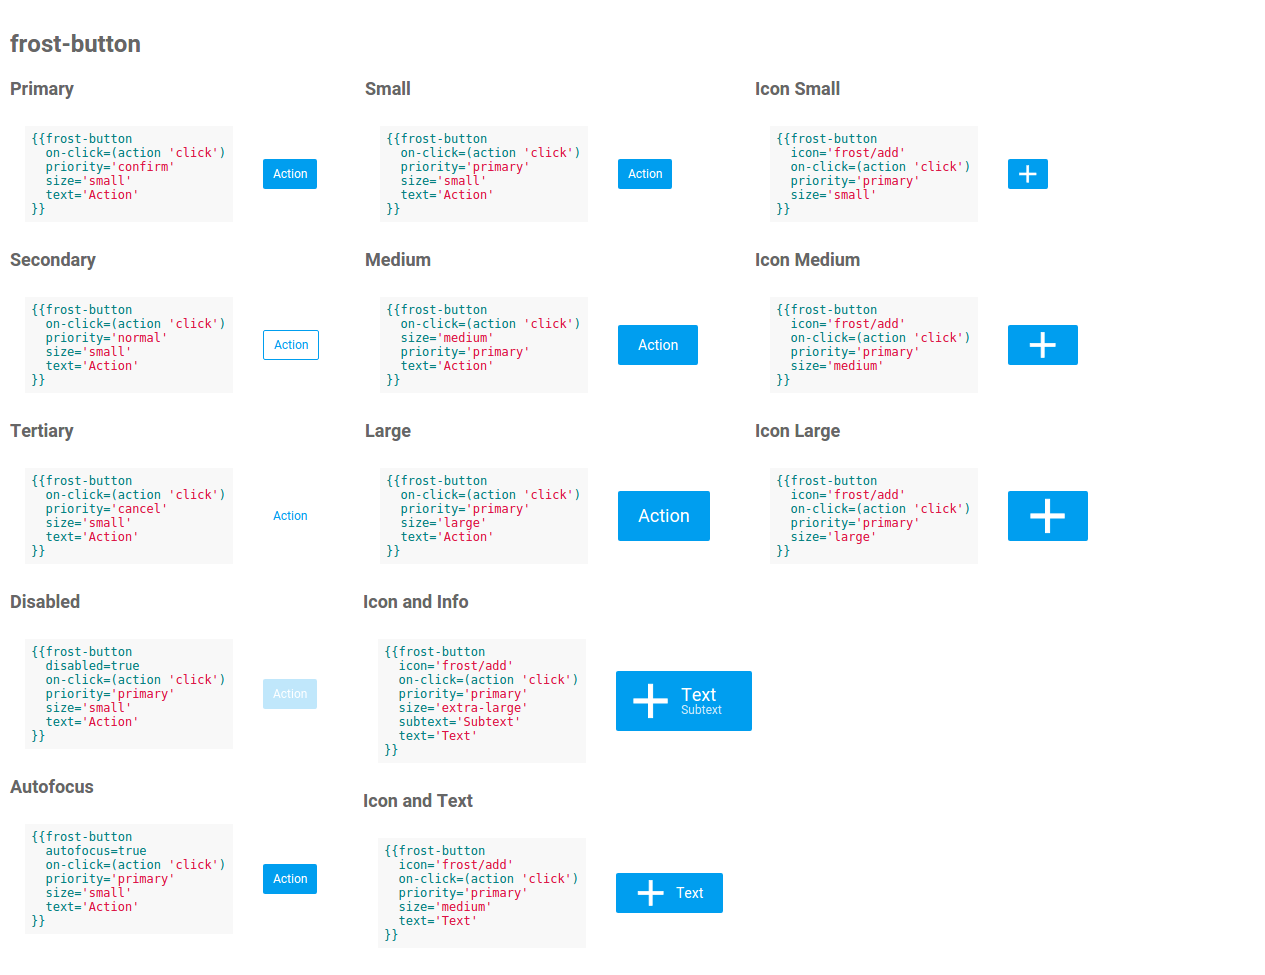 frost-button
Primary
{{frost-button
  on-click=(action 'click')
  priority='confirm'
  size='small'
  text='Action'
}}
Action
Small
{{frost-button
  on-click=(action 'click')
  priority='primary'
  size='small'
  text='Action'
}}
Action
Icon Small
{{frost-button
  icon='frost/add'
  on-click=(action 'click')
  priority='primary'
  size='small'
}}
Secondary
{{frost-button
  on-click=(action 'click')
  priority='normal'
  size='small'
  text='Action'
}}
Action
Medium
{{frost-button
  on-click=(action 'click')
  size='medium'
  priority='primary'
  text='Action'
}}
Action
Icon Medium
{{frost-button
  icon='frost/add'
  on-click=(action 'click')
  priority='primary'
  size='medium'
}}
Tertiary
{{frost-button
  on-click=(action 'click')
  priority='cancel'
  size='small'
  text='Action'
}}
Action
Large
{{frost-button
  on-click=(action 'click')
  priority='primary'
  size='large'
  text='Action'
}}
Action
Icon Large
{{frost-button
  icon='frost/add'
  on-click=(action 'click')
  priority='primary'
  size='large'
}}
Disabled
{{frost-button
  disabled=true
  on-click=(action 'click')
  priority='primary'
  size='small'
  text='Action'
}}
Action
Icon and Info
{{frost-button
  icon='frost/add'
  on-click=(action 'click')
  priority='primary'
  size='extra-large'
  subtext='Subtext'
  text='Text'
}}
Text
Subtext
Autofocus
{{frost-button
  autofocus=true
  on-click=(action 'click')
  priority='primary'
  size='small'
  text='Action'
}}
Action
Icon and Text
{{frost-button
  icon='frost/add'
  on-click=(action 'click')
  priority='primary'
  size='medium'
  text='Text'
}}
Text